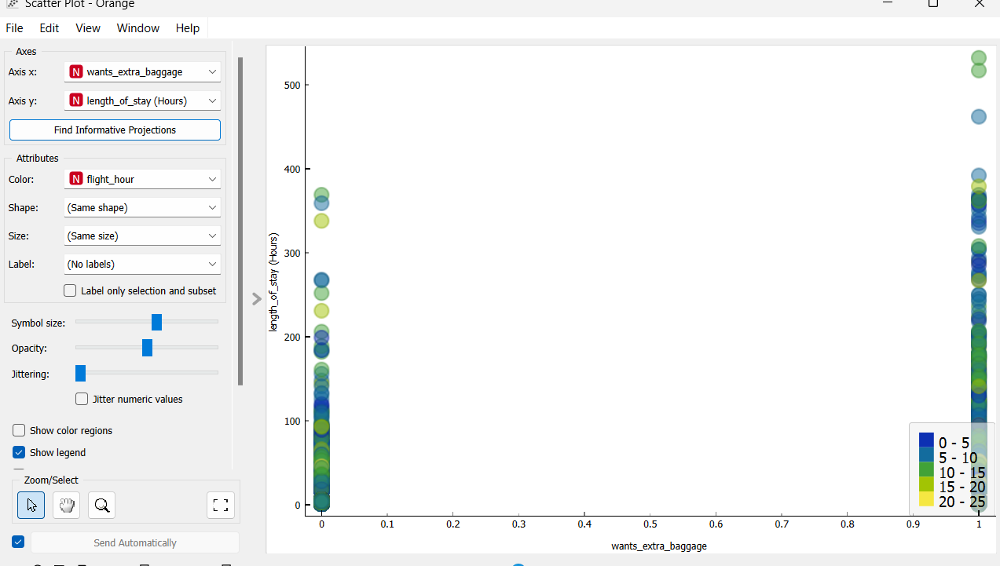 Scatter Plot - Orange
File Edit View Window Help
Axes
Axis x: N wants_extra_baggage
Axis y: N length_of_stay (Hours)
Find Informative Projections
Attributes
Color: N flight_hour
Shape: (Same shape)
Size: (Same size)
Label: (No labels)
Label only selection and subset
Symbol size:
Opacity:
Jittering:
Jitter numeric values
Show color regions
Show legend
Zoom/Select
Send Automatically
length_of_stay (Hours)
500
400
300
200
100
0
0 0.1 0.2 0.3 0.4 0.5 0.6 0.7 0.8 0.9 1
wants_extra_baggage
0 - 5
5 - 10
10 - 15
15 - 20
20 - 25